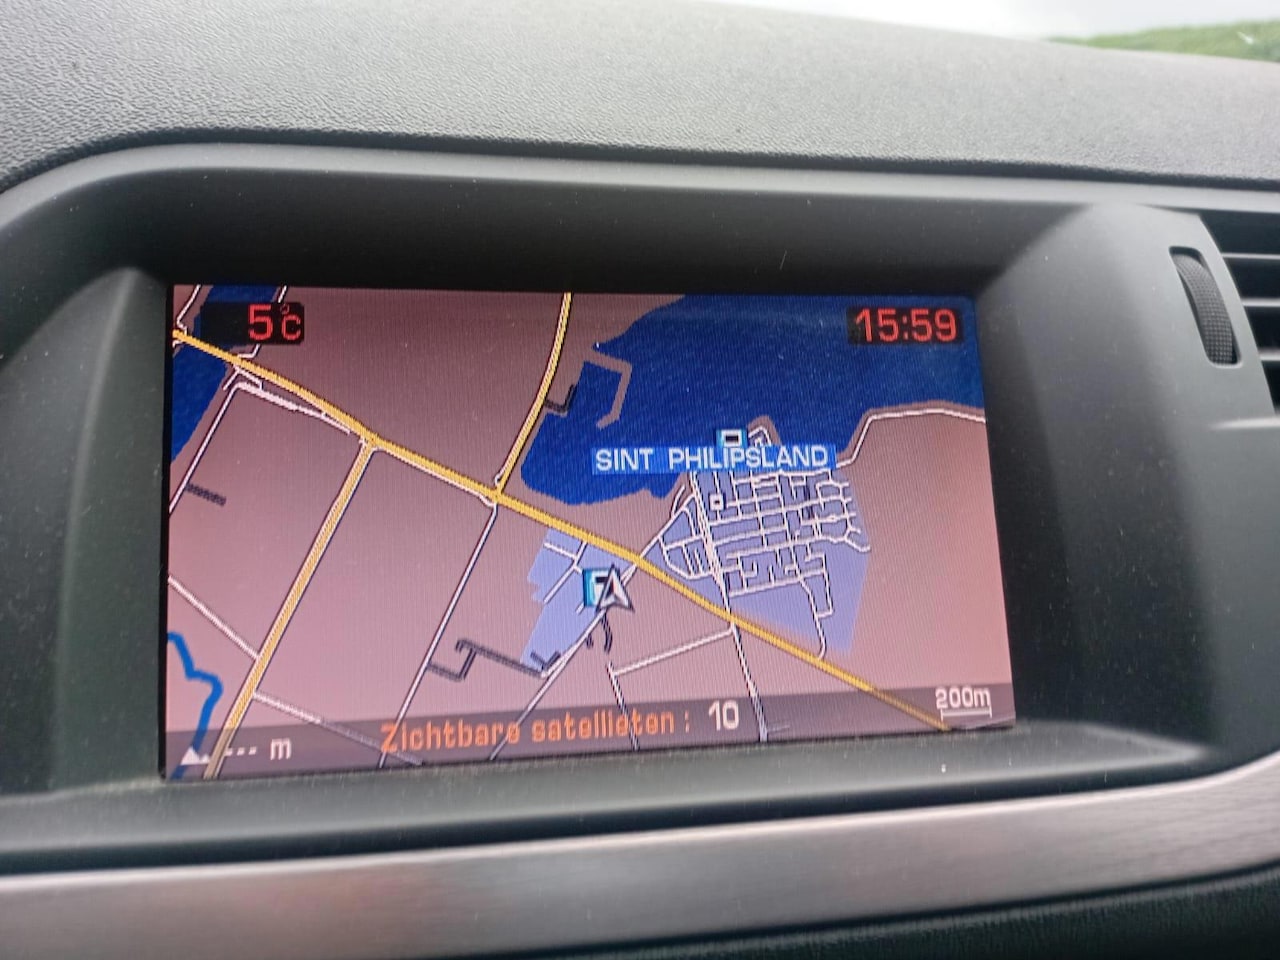 5°C
15:59
SINT PHILIPSLAND
200m
Zichtbare satellieten : 10
--- m